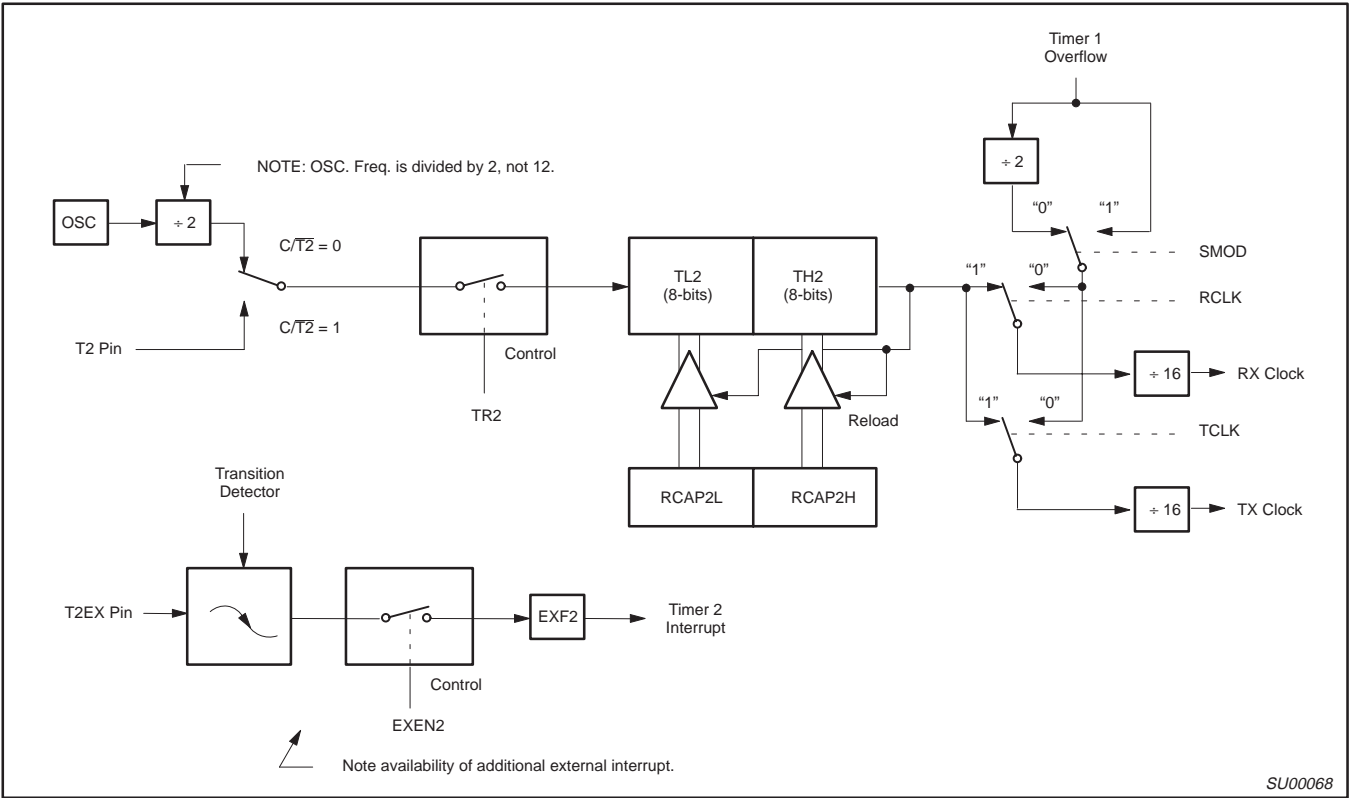 Timer 1
Overflow
÷ 2
“0”
“1”
SMOD
NOTE: OSC. Freq. is divided by 2, not 12.
OSC
÷ 2
C/T̅2̅ = 0
C/T̅2̅ = 1
T2 Pin
Control
TR2
TL2
(8-bits)
TH2
(8-bits)
Reload
RCAP2L
RCAP2H
“1”
“0”
RCLK
÷ 16
RX Clock
“1”
“0”
TCLK
÷ 16
TX Clock
Transition
Detector
T2EX Pin
Control
EXEN2
EXF2
Timer 2
Interrupt
Note availability of additional external interrupt.
SU00068